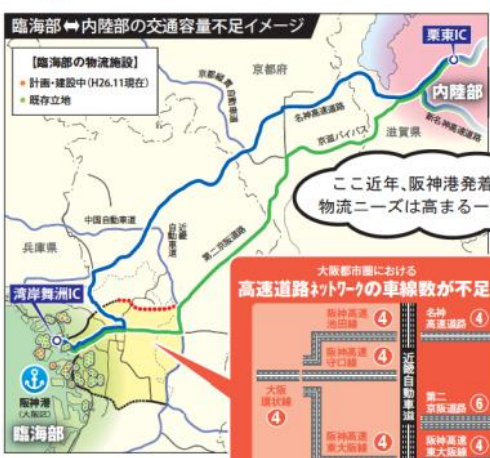 臨海部⇔内陸部の交通容量不足イメージ
【臨海部の物流施設】
計画・建設中(H26.11現在)
既存立地
栗東IC
内陸部
京都府
京都縦貫自動車道
名神高速道路
新名神高速道路
京滋バイパス
滋賀県
ここ近年、阪神港発着
物流ニーズは高まる一
中国自動車道
近畿自動車道
第二京阪道路
兵庫県
湾岸舞洲IC
阪神港
(大阪区)
臨海部
大阪都市圏における
高速道路ネットワークの車線数が不足
阪神高速
池田線
4
名神
高速道路
4
阪神高速
守口線
4
近畿自動車道
大阪
環状線
4
第二
京阪道路
6
阪神高速
東大阪線
4
阪神高速
東大阪線
4